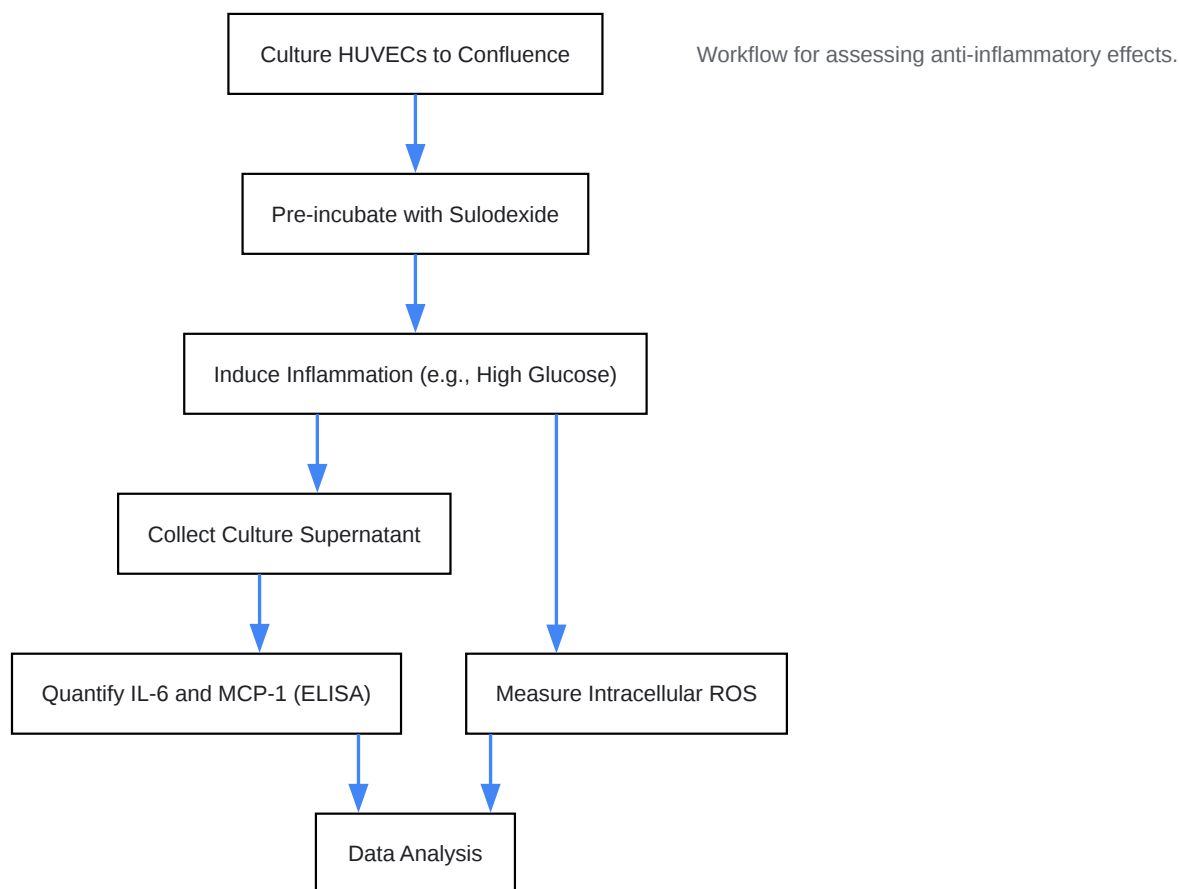 Culture HUVECs to Confluence
Workflow for assessing anti-inflammatory effects.
Pre-incubate with Sulodexide
Induce Inflammation (e.g., High Glucose)
Collect Culture Supernatant
Quantify IL-6 and MCP-1 (ELISA)
Measure Intracellular ROS
Data Analysis